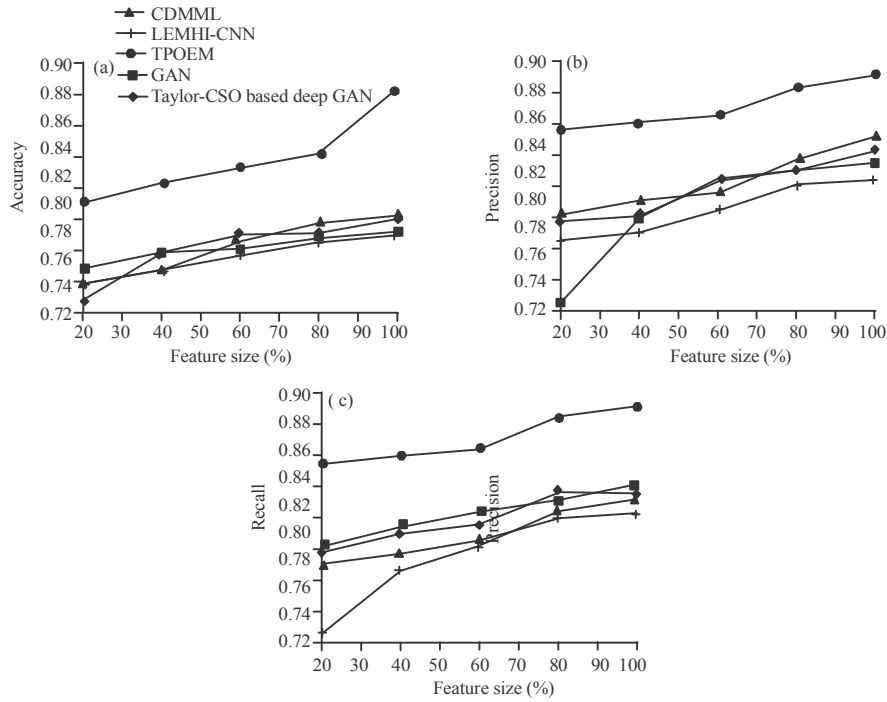 CDMML
LEMHI-CNN
TPOEM
GAN
Taylor-CSO based deep GAN
(a)
Accuracy
0.90
0.88
0.86
0.84
0.82
0.80
0.78
0.76
0.74
0.72
20 30 40 50 60 70 80 90 100
Feature size (%)
(b)
Precision
0.90
0.88
0.86
0.84
0.82
0.80
0.78
0.76
0.74
0.72
20 30 40 50 60 70 80 90 100
Feature size (%)
( c)
Recall
0.90
0.88
0.86
0.84
0.82
0.80
0.78
0.76
0.74
0.72
Precision
20 30 40 50 60 70 80 90 100
Feature size (%)